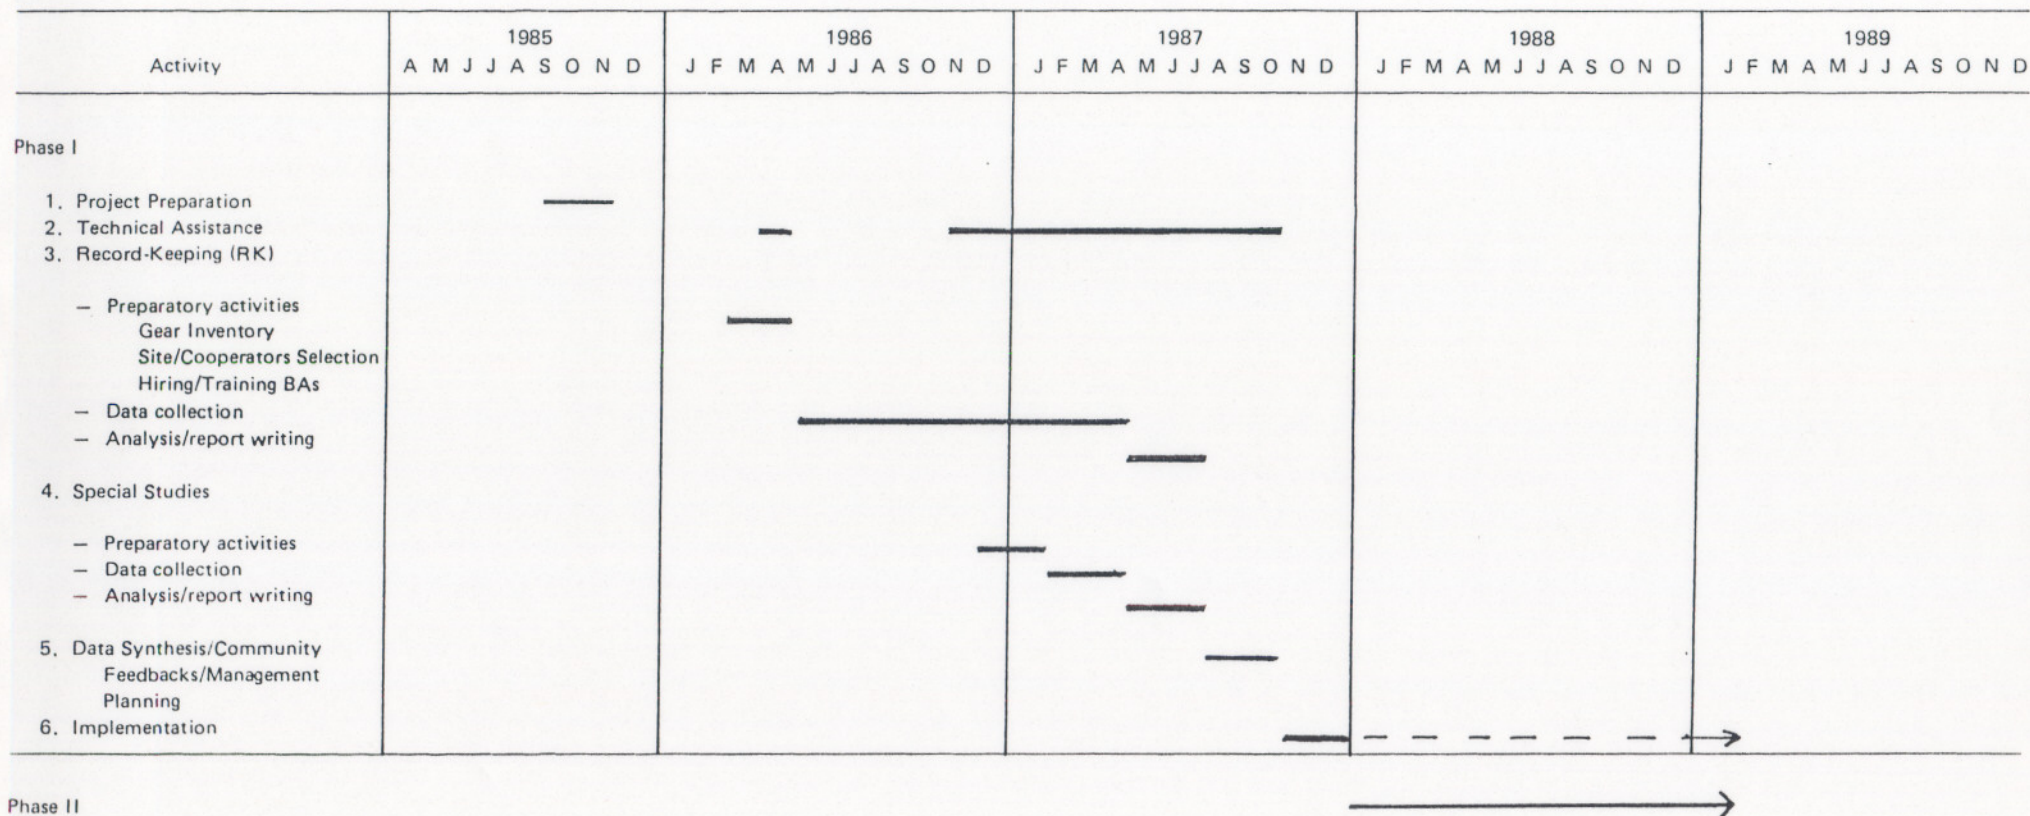 1985 1986 1987 1988 1989
Activity A M J J A S O N D J F M A M J J A S O N D J F M A M J J A S O N D J F M A M J J A S O N D J F M A M J J A S O N D
Phase I
1. Project Preparation
2. Technical Assistance
3. Record-Keeping (RK)
— Preparatory activities
Gear Inventory
Site/Cooperators Selection
Hiring/Training BAs
— Data collection
— Analysis/report writing
4. Special Studies
— Preparatory activities
— Data collection
— Analysis/report writing
5. Data Synthesis/Community
Feedbacks/Management
Planning
6. Implementation
Phase II